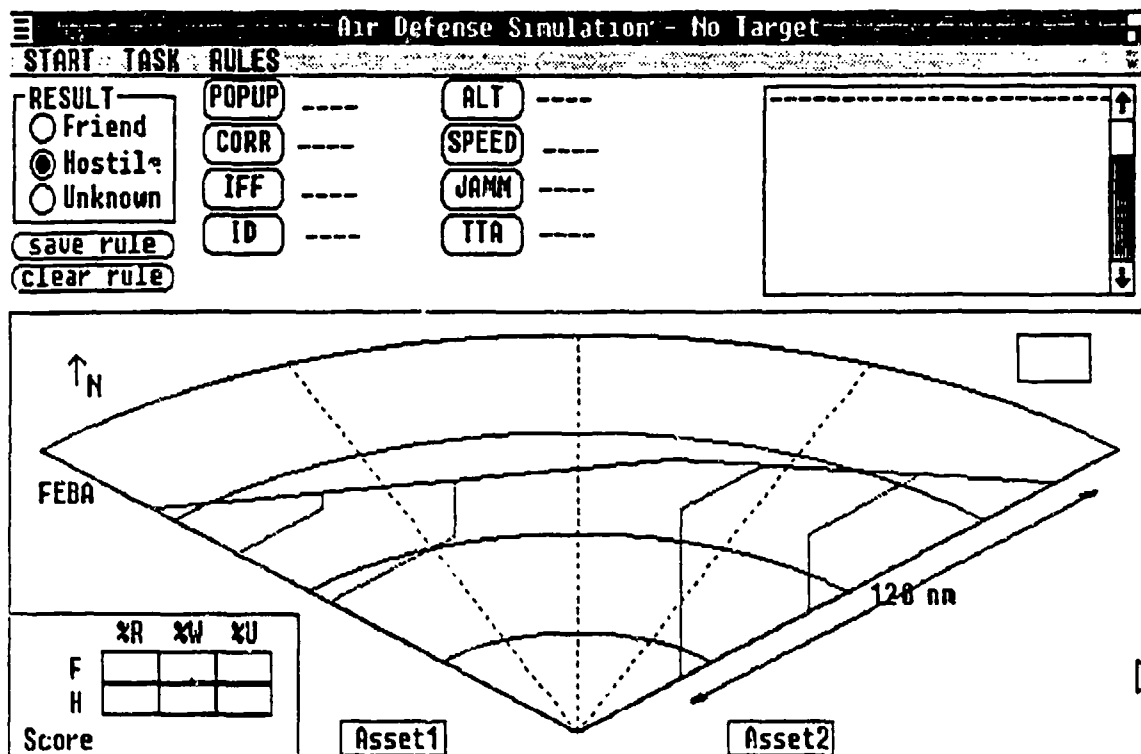 Air Defense Simulation - No Target
START TASK RULES
RESULT
Friend
Hostile
Unknown
save rule
clear rule
POPUP ----
CORR ----
IFF ----
ID ----
ALT ----
SPEED ----
JAMM ----
TTA ----
N
FEBA
120 nm
%R %W %U
F
H
Score
Asset1
Asset2